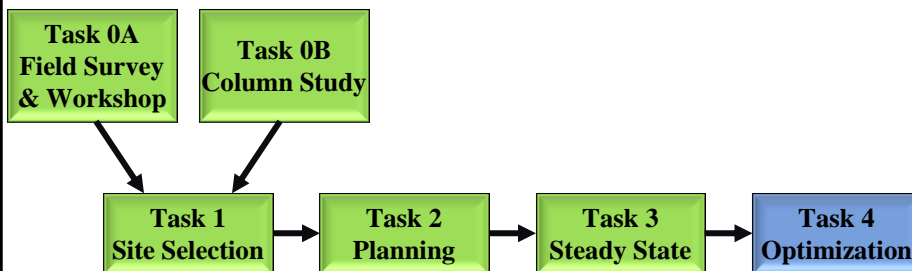 Task 0A
Field Survey
& Workshop
Task 0B
Column Study
Task 1
Site Selection
Task 2
Planning
Task 3
Steady State
Task 4
Optimization